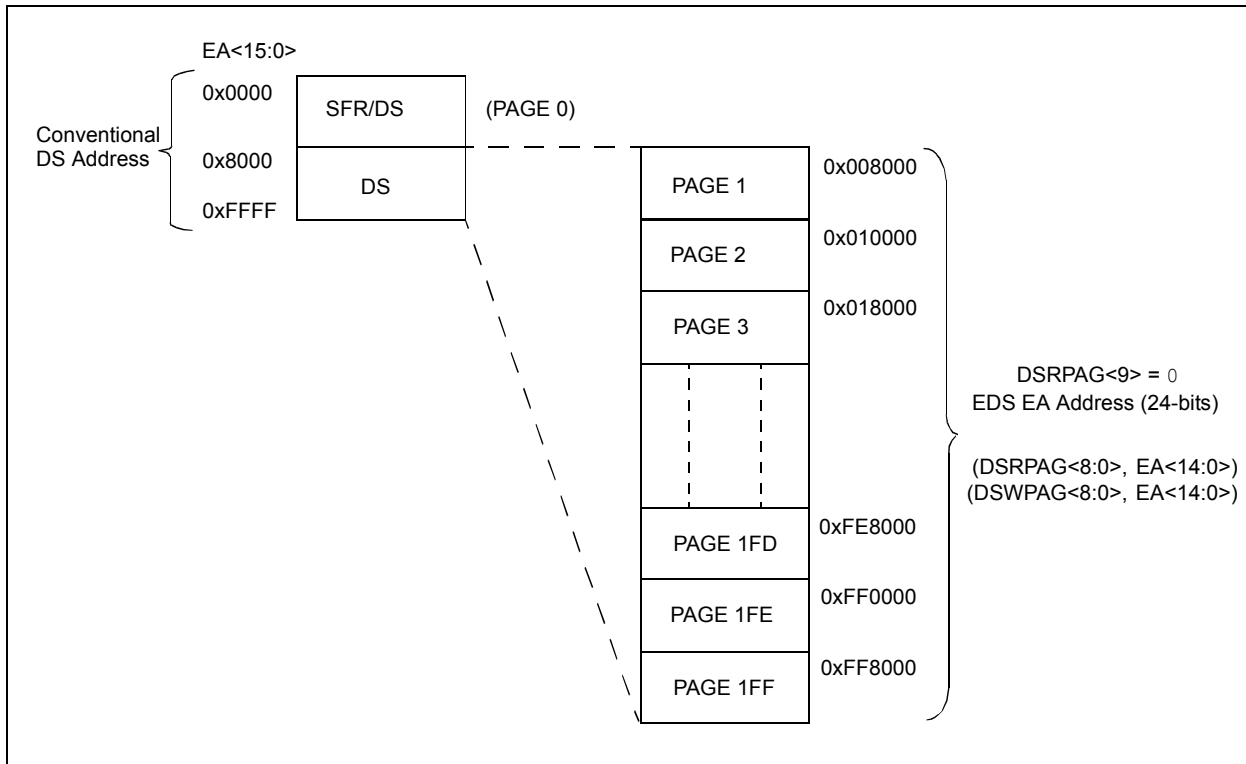 EA<15:0>
0x0000
SFR/DS
(PAGE 0)
Conventional
DS Address
0x8000
DS
0xFFFF
PAGE 1
0x008000
PAGE 2
0x010000
PAGE 3
0x018000
DSRPAG<9> = 0
EDS EA Address (24-bits)
(DSRPAG<8:0>, EA<14:0>)
(DSWPAG<8:0>, EA<14:0>)
PAGE 1FD
0xFE8000
PAGE 1FE
0xFF0000
PAGE 1FF
0xFF8000